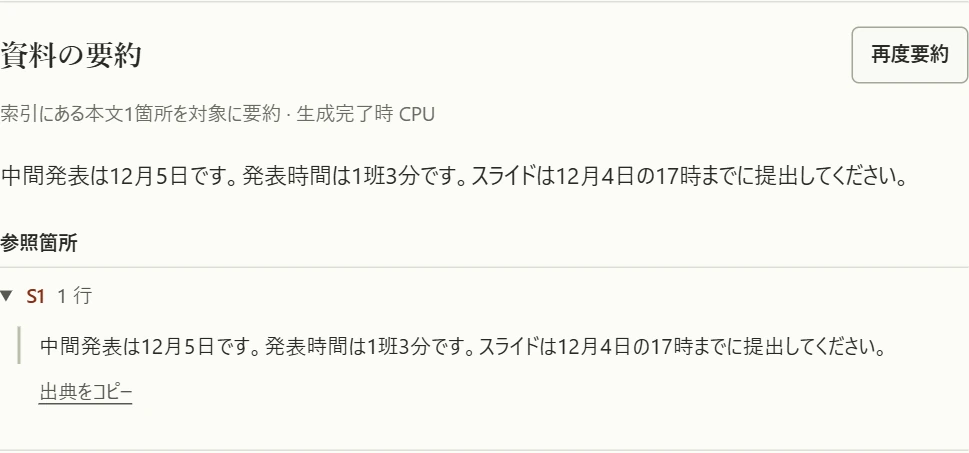 資料の要約
再度要約
索引にある本文1箇所を対象に要約 · 生成完了時 CPU
中間発表は12月5日です。発表時間は1班3分です。スライドは12月4日の17時までに提出してください。
参照箇所
▼ S1 1 行
中間発表は12月5日です。発表時間は1班3分です。スライドは12月4日の17時までに提出してください。
出典をコピー